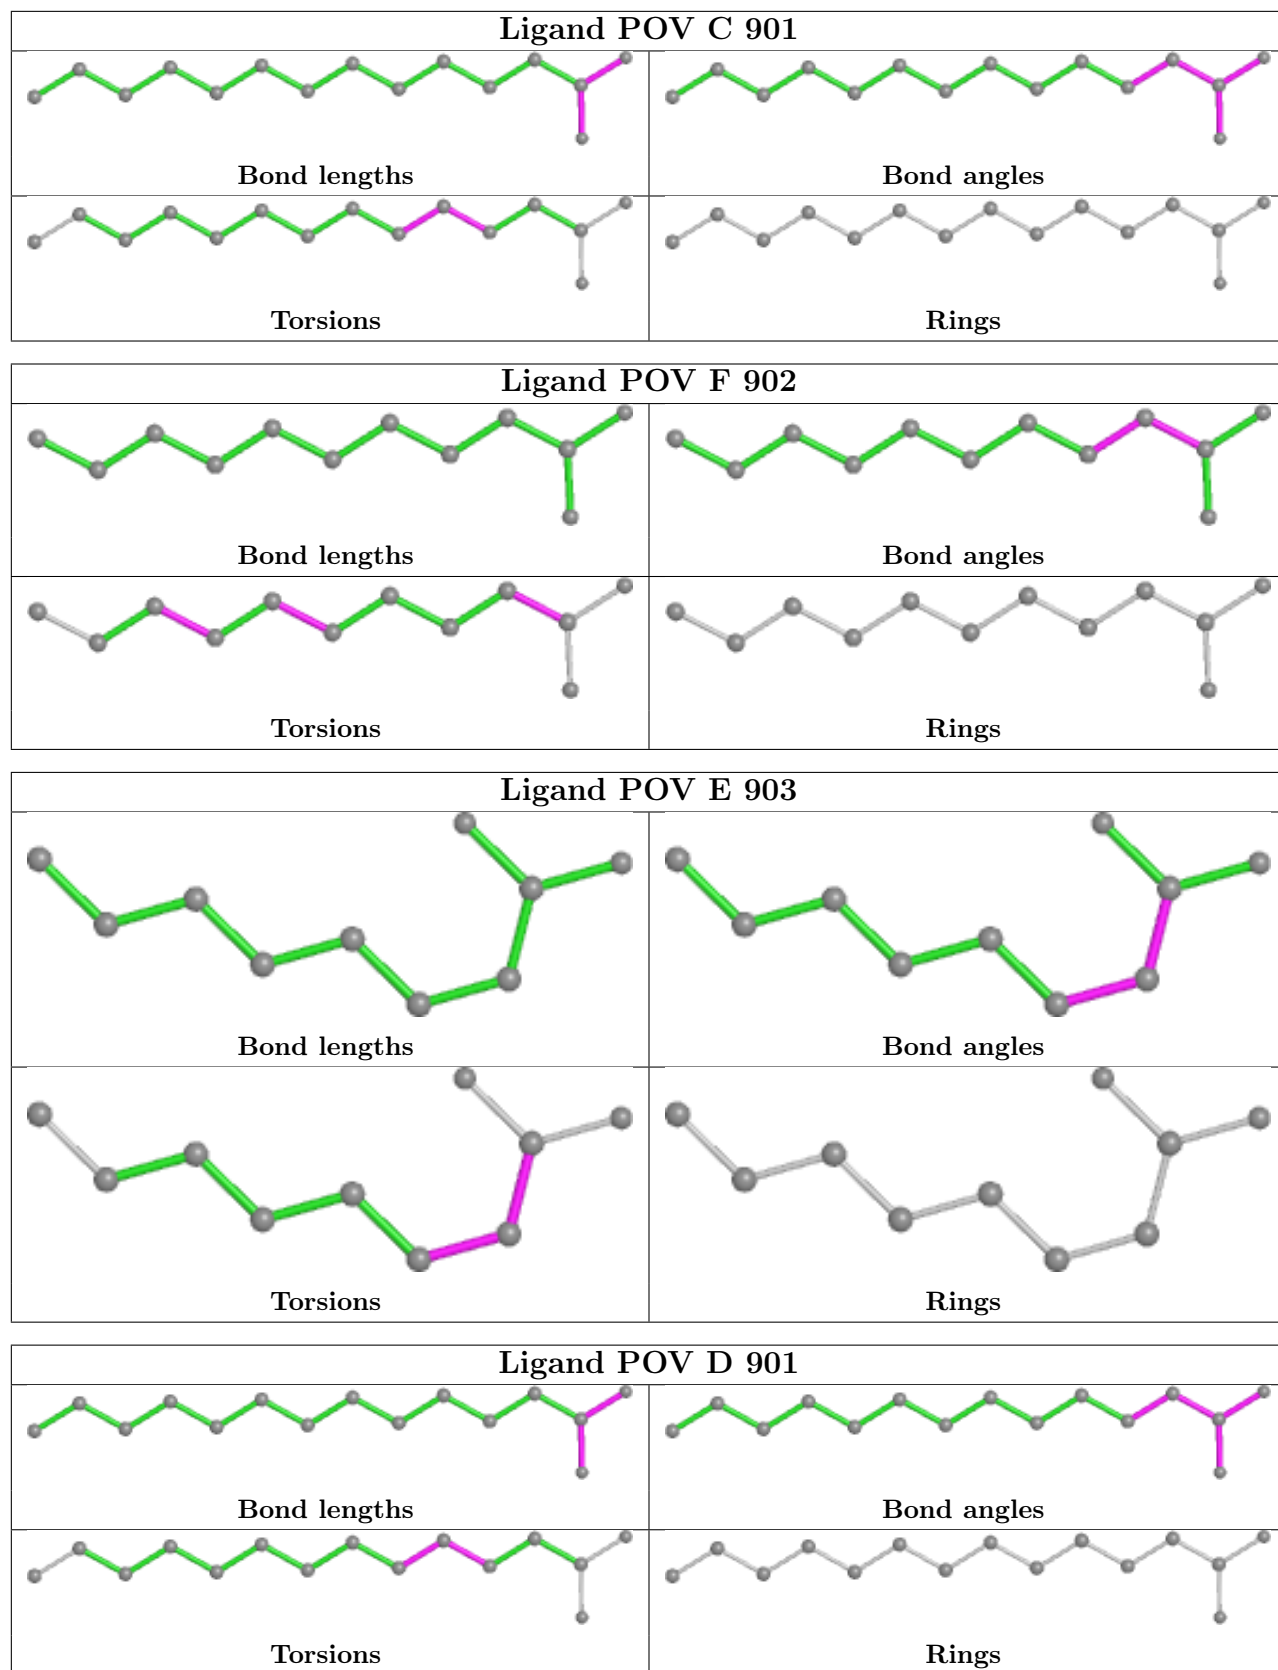 Ligand POV C 901
Bond lengths
Bond angles
Torsions
Rings
Ligand POV F 902
Bond lengths
Bond angles
Torsions
Rings
Ligand POV E 903
Bond lengths
Bond angles
Torsions
Rings
Ligand POV D 901
Bond lengths
Bond angles
Torsions
Rings